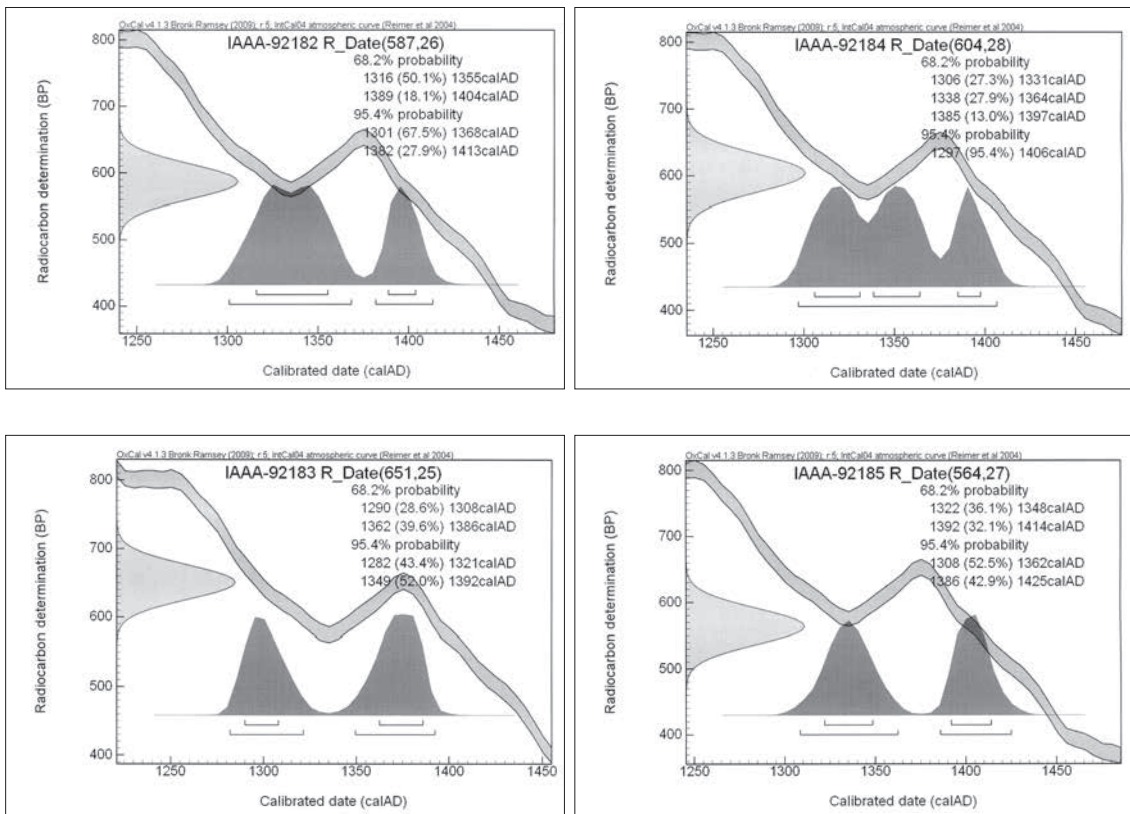 OxCal v4.1.3 Bronk Ramsey (2009); r:5; IntCal04 atmospheric curve (Reimer et al 2004)
IAAA-92182 R_Date(587,26)
68.2% probability
1316 (50.1%) 1355calAD
1389 (18.1%) 1404calAD
95.4% probability
1301 (67.5%) 1368calAD
1382 (27.9%) 1413calAD
Radiocarbon determination (BP)
800
700
600
500
400
1250 1300 1350 1400 1450
Calibrated date (calAD)
OxCal v4.1.3 Bronk Ramsey (2009); r:5; IntCal04 atmospheric curve (Reimer et al 2004)
IAAA-92184 R_Date(604,28)
68.2% probability
1306 (27.3%) 1331calAD
1338 (27.9%) 1364calAD
1385 (13.0%) 1397calAD
95.4% probability
1297 (95.4%) 1406calAD
Radiocarbon determination (BP)
800
700
600
500
400
1250 1300 1350 1400 1450
Calibrated date (calAD)
OxCal v4.1.3 Bronk Ramsey (2009); r:5; IntCal04 atmospheric curve (Reimer et al 2004)
IAAA-92183 R_Date(651,25)
68.2% probability
1290 (28.6%) 1308calAD
1362 (39.6%) 1386calAD
95.4% probability
1282 (43.4%) 1321calAD
1349 (52.0%) 1392calAD
Radiocarbon determination (BP)
800
700
600
500
400
1250 1300 1350 1400 1450
Calibrated date (calAD)
OxCal v4.1.3 Bronk Ramsey (2009); r:5; IntCal04 atmospheric curve (Reimer et al 2004)
IAAA-92185 R_Date(564,27)
68.2% probability
1322 (36.1%) 1348calAD
1392 (32.1%) 1414calAD
95.4% probability
1308 (52.5%) 1362calAD
1386 (42.9%) 1425calAD
Radiocarbon determination (BP)
800
700
600
500
400
1250 1300 1350 1400 1450
Calibrated date (calAD)